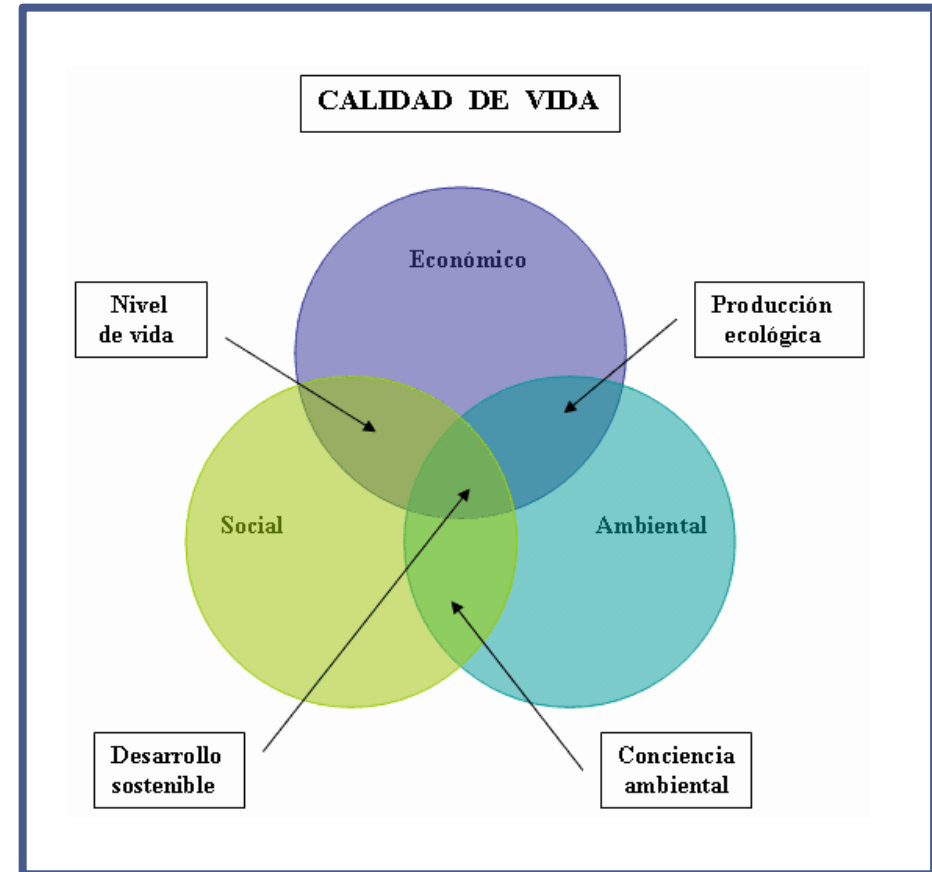 CALIDAD DE VIDA
Económico
Nivel
de vida
Producción
ecológica
Social
Ambiental
Desarrollo
sostenible
Conciencia
ambiental